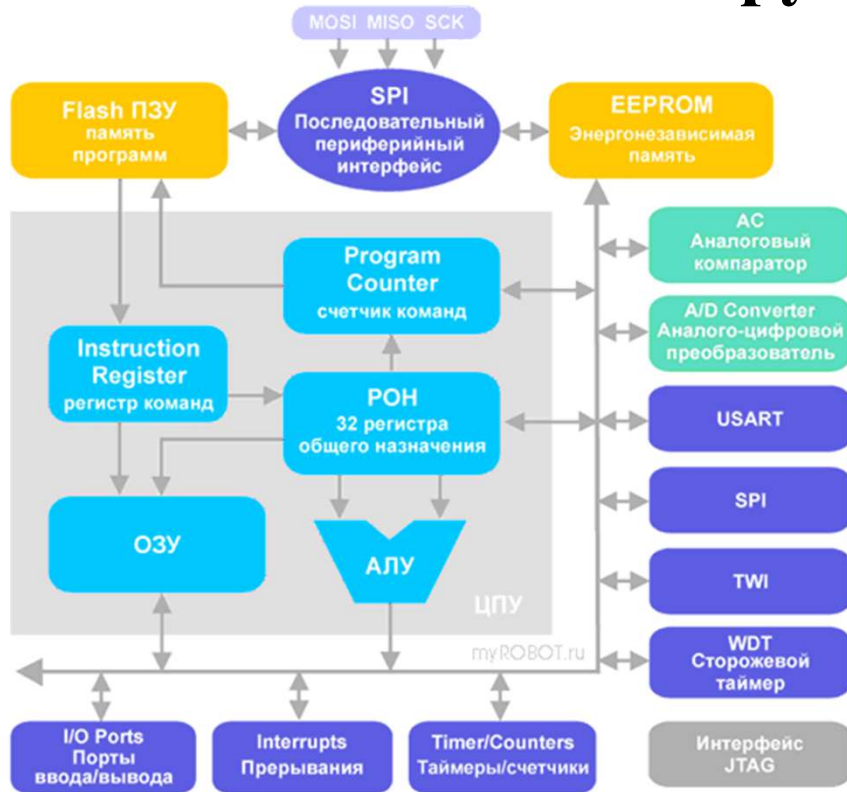 ру
MOSI MISO SCK
SPI
Последовательный
периферийный
интерфейс
Flash ПЗУ
память
программ
EEPROM
Энергонезависимая
память
Program
Counter
счетчик команд
Instruction
Register
регистр команд
РОН
32 регистра
общего назначения
ОЗУ
АЛУ
ЦПУ
myROBOT.ru
AC
Аналоговый
компаратор
A/D Converter
Аналого-цифровой
преобразователь
USART
SPI
TWI
WDT
Сторожевой
таймер
I/O Ports
Порты
ввода/вывода
Interrupts
Прерывания
Timer/Counters
Таймеры/счетчики
Интерфейс
JTAG